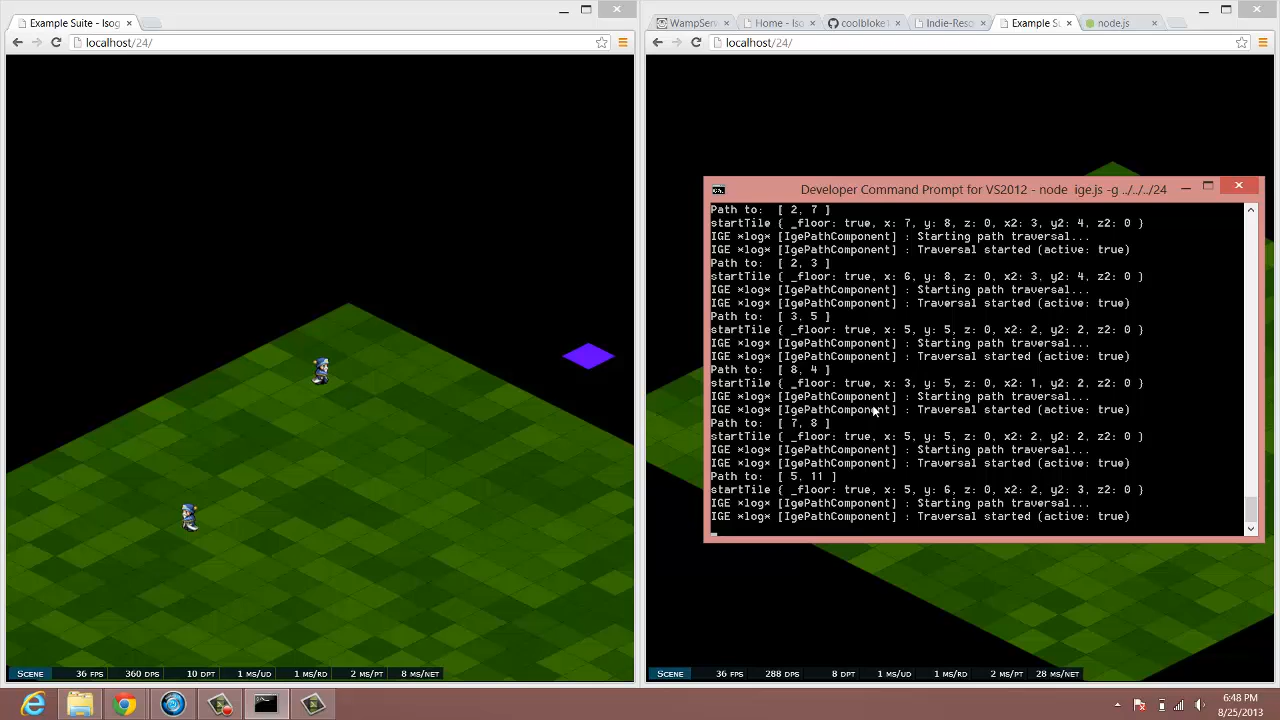 Example Suite - Isog
localhost/24/
SCENE 36 FPS 360 DPS 10 DPT 1 MS/UD 1 MS/RD 2 MS/PT 8 MS/NET
WampServ
Home - Iso
coolbloke1
Indie-Reso
Example Su
node.js
localhost/24/
Developer Command Prompt for VS2012 - node ige.js -g ../../../24
Path to: [ 2, 7 ]
startTile { _floor: true, x: 7, y: 8, z: 0, x2: 3, y2: 4, z2: 0 }
IGE *log* [IgePathComponent] : Starting path traversal...
IGE *log* [IgePathComponent] : Traversal started (active: true)
Path to: [ 2, 3 ]
startTile { _floor: true, x: 6, y: 8, z: 0, x2: 3, y2: 4, z2: 0 }
IGE *log* [IgePathComponent] : Starting path traversal...
IGE *log* [IgePathComponent] : Traversal started (active: true)
Path to: [ 3, 5 ]
startTile { _floor: true, x: 5, y: 5, z: 0, x2: 2, y2: 2, z2: 0 }
IGE *log* [IgePathComponent] : Starting path traversal...
IGE *log* [IgePathComponent] : Traversal started (active: true)
Path to: [ 8, 4 ]
startTile { _floor: true, x: 3, y: 5, z: 0, x2: 1, y2: 2, z2: 0 }
IGE *log* [IgePathComponent] : Starting path traversal...
IGE *log* [IgePathComponent] : Traversal started (active: true)
Path to: [ 7, 8 ]
startTile { _floor: true, x: 5, y: 5, z: 0, x2: 2, y2: 2, z2: 0 }
IGE *log* [IgePathComponent] : Starting path traversal...
IGE *log* [IgePathComponent] : Traversal started (active: true)
Path to: [ 5, 11 ]
startTile { _floor: true, x: 5, y: 6, z: 0, x2: 2, y2: 3, z2: 0 }
IGE *log* [IgePathComponent] : Starting path traversal...
IGE *log* [IgePathComponent] : Traversal started (active: true)
SCENE 36 FPS 288 DPS 8 DPT 1 MS/UD 1 MS/RD 2 MS/PT 28 MS/NET
6:48 PM
8/25/2013